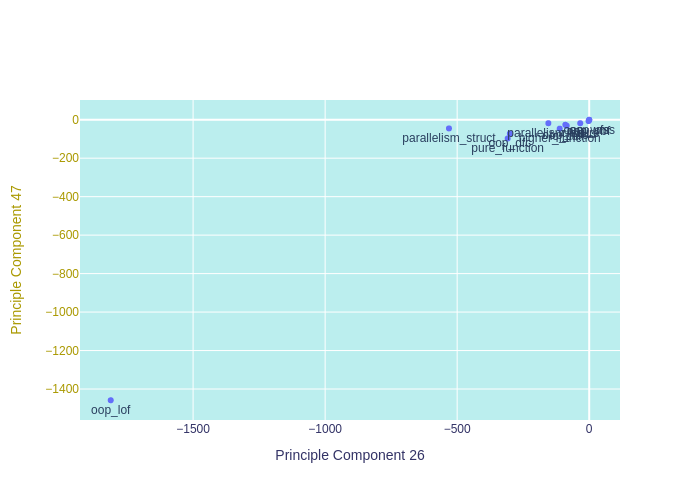 0
−200
−400
−600
−800
−1000
−1200
−1400
Principle Component 47
parallelism_struct
pure_function
oop_lof
−1500
−1000
−500
0
Principle Component 26